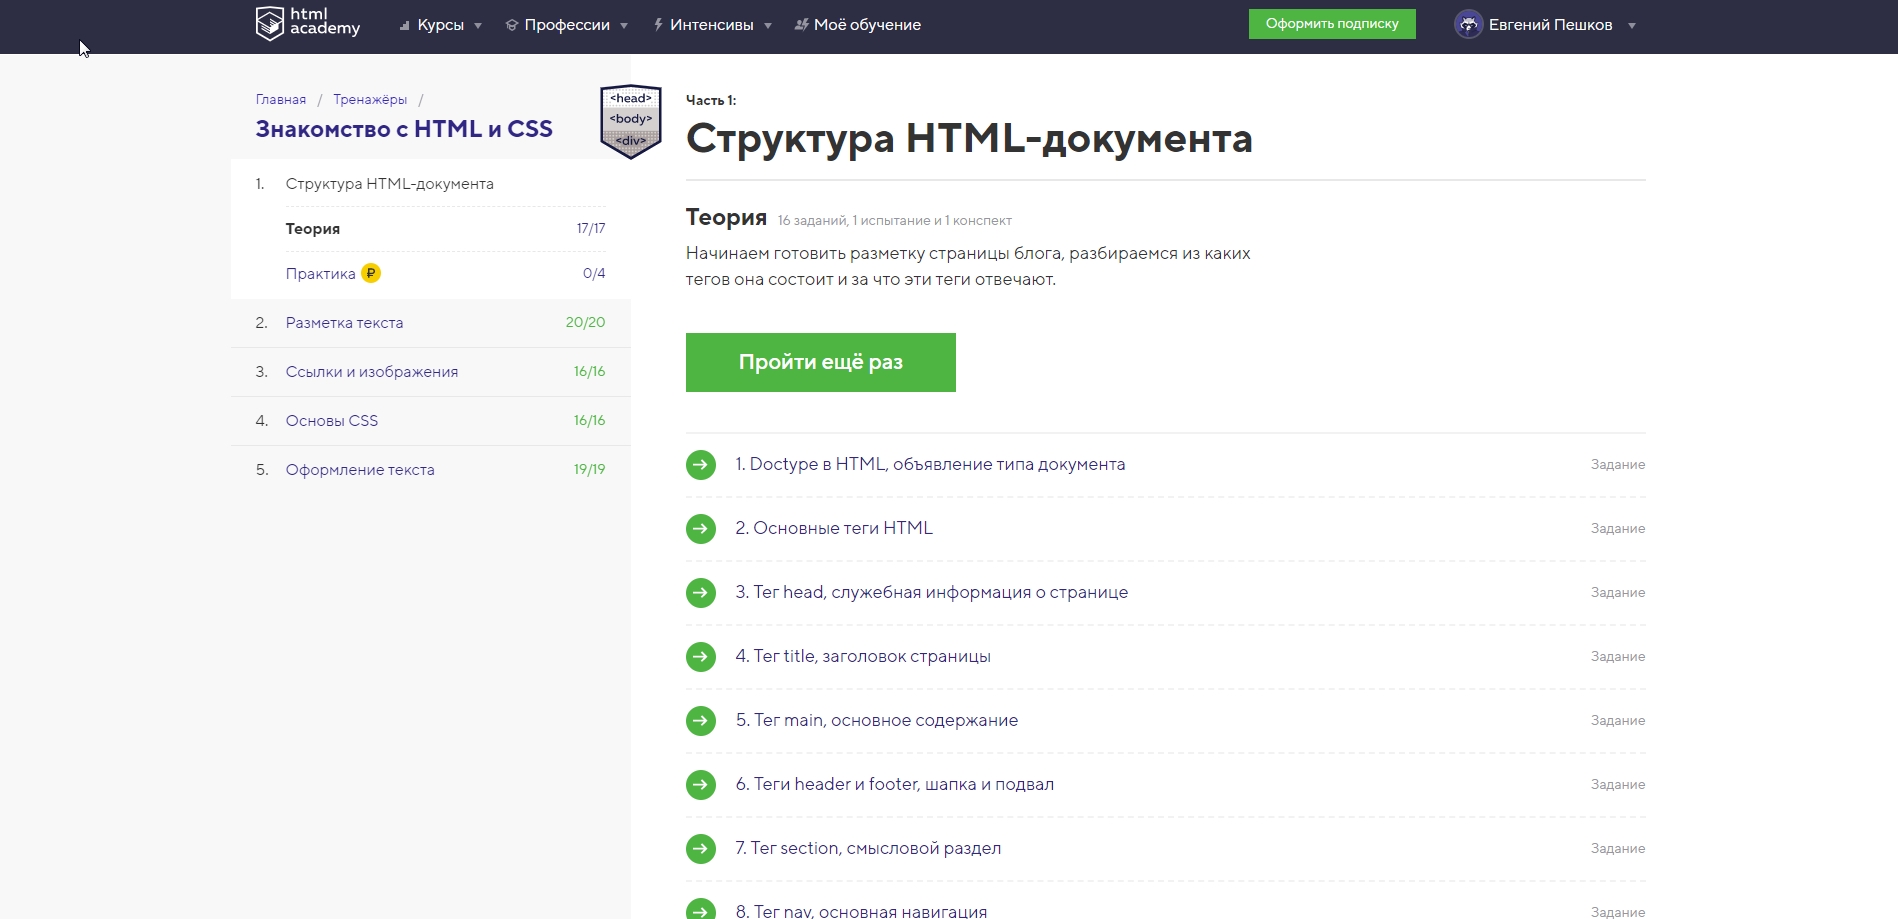 html
academy
Курсы
Профессии
Интенсивы
Моё обучение
Оформить подписку
Евгений Пешков
Главная / Тренажёры /
Знакомство с HTML и CSS
<head>
<body>
<div>
1. Структура HTML-документа
Теория 17/17
Практика ₽ 0/4
2. Разметка текста 20/20
3. Ссылки и изображения 16/16
4. Основы CSS 16/16
5. Оформление текста 19/19
Часть 1:
Структура HTML-документа
Теория 16 заданий, 1 испытание и 1 конспект
Начинаем готовить разметку страницы блога, разбираемся из каких
тегов она состоит и за что эти теги отвечают.
Пройти ещё раз
1. Doctype в HTML, объявление типа документа Задание
2. Основные теги HTML Задание
3. Тег head, служебная информация о странице Задание
4. Тег title, заголовок страницы Задание
5. Тег main, основное содержание Задание
6. Теги header и footer, шапка и подвал Задание
7. Тег section, смысловой раздел Задание
8. Тег nav, основная навигация Задание